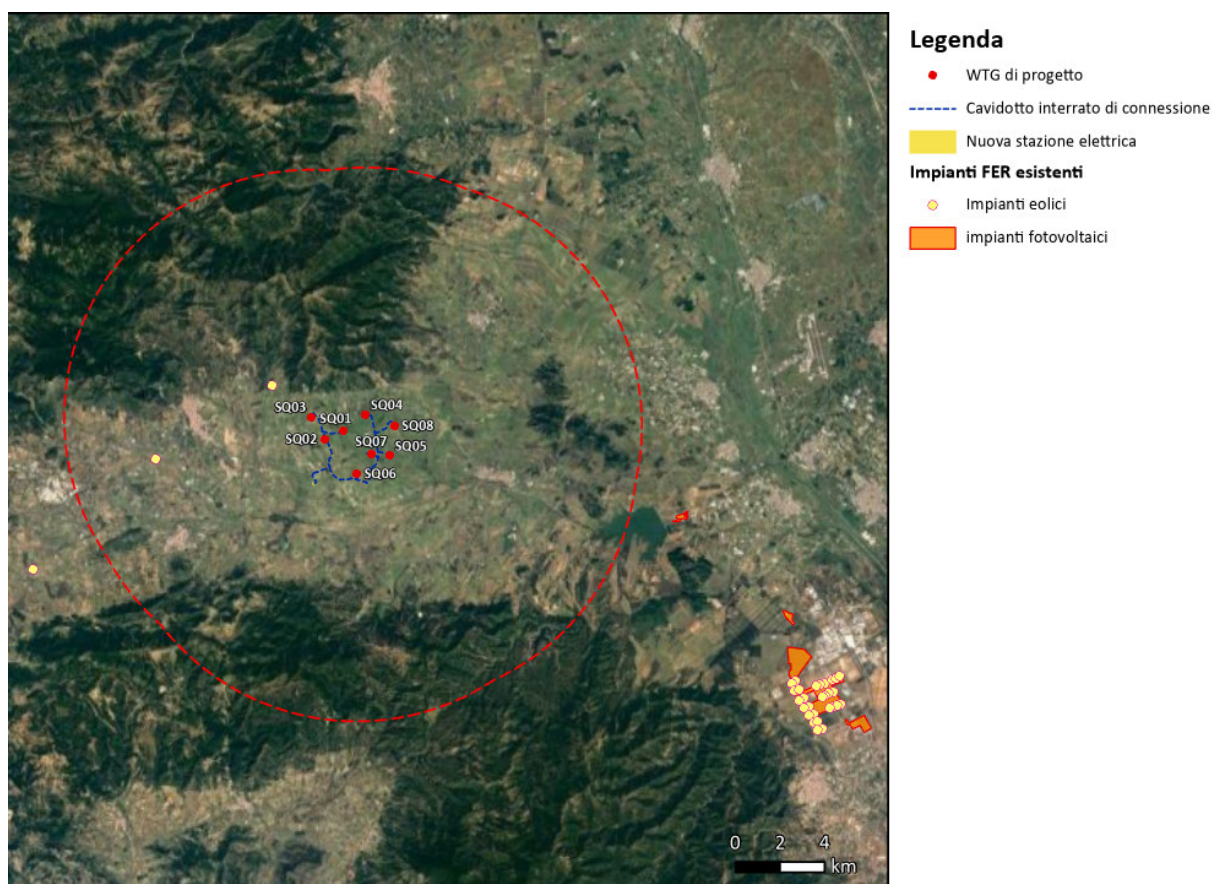 Legenda
WTG di progetto
Cavidotto interrato di connessione
Nuova stazione elettrica
Impianti FER esistenti
Impianti eolici
impianti fotovoltaici
SQ03
SQ01
SQ04
SQ02
SQ08
SQ07
SQ05
SQ06
0 2 4
km